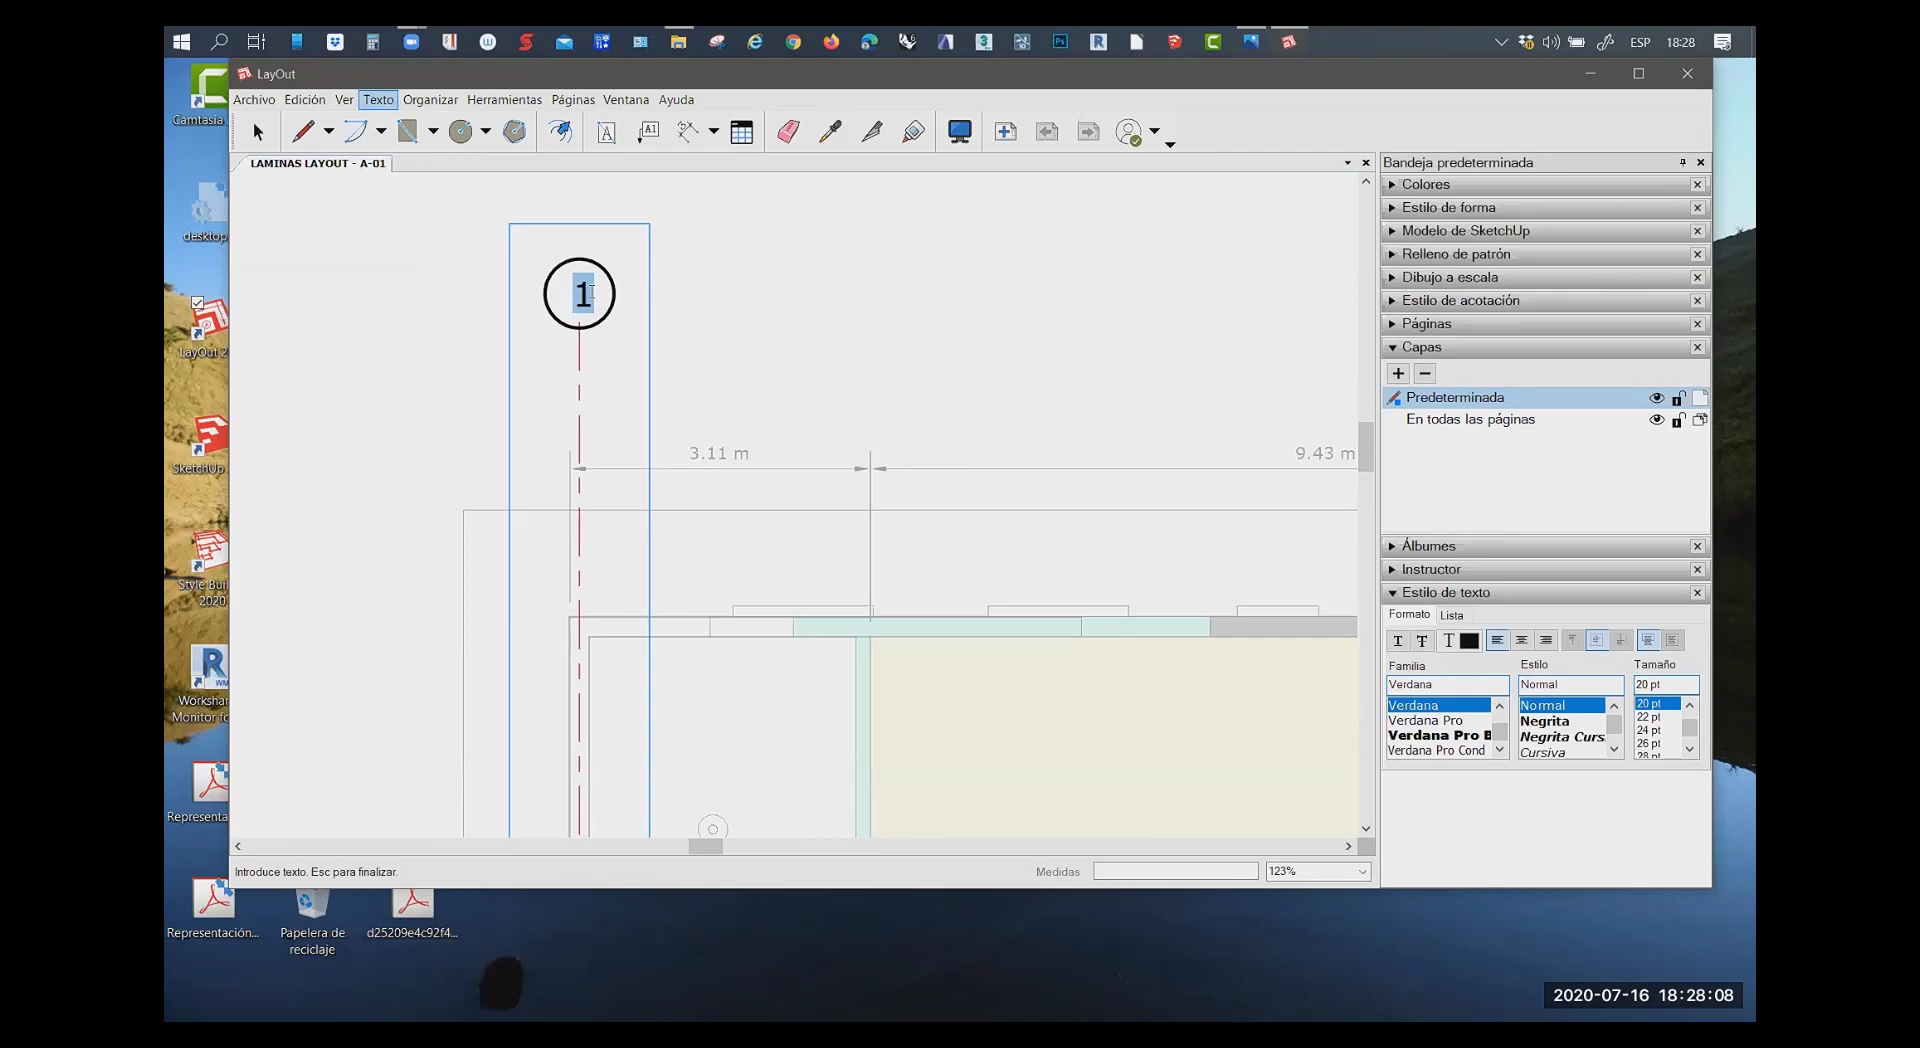 ESP 18:28
LayOut
Archivo Edición Ver Texto Organizar Herramientas Páginas Ventana Ayuda
LAMINAS LAYOUT - A-01
1
3.11 m
9.43 m
Bandeja predeterminada
Colores
Estilo de forma
Modelo de SketchUp
Relleno de patrón
Dibujo a escala
Estilo de acotación
Páginas
Capas
Predeterminada
En todas las páginas
Álbumes
Instructor
Estilo de texto
Formato Lista
Familia Estilo Tamaño
Verdana Normal 20 pt
Verdana Normal 20 pt
Verdana Pro Negrita 22 pt
Verdana Pro B Negrita Curs 24 pt
Verdana Pro Cond Cursiva 26 pt
28 pt
Introduce texto. Esc para finalizar.
Medidas
123%
Camtasia
desktop
LayOut 2
SketchUp
Style Buil
2020
Workshar
Monitor fo
Representa
Representación...
Papelera de
reciclaje
d25209e4c92f4...
2020-07-16 18:28:08